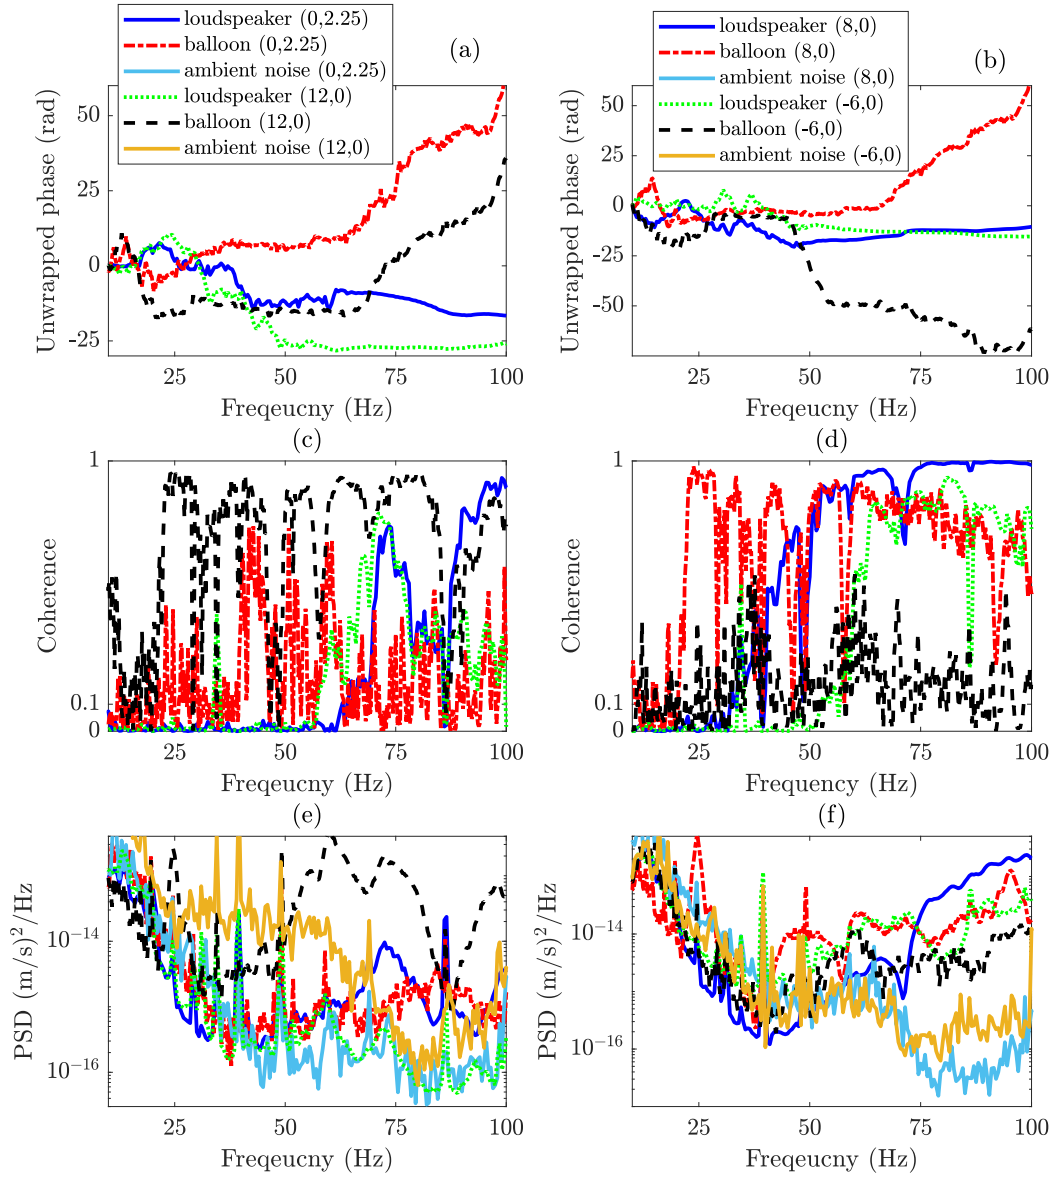 loudspeaker (0,2.25)
balloon (0,2.25)
ambient noise (0,2.25)
loudspeaker (12,0)
balloon (12,0)
ambient noise (12,0)
(a)
50
25
0
-25
Unwrapped phase (rad)
25
50
75
100
Freqeucny (Hz)
loudspeaker (8,0)
balloon (8,0)
ambient noise (8,0)
loudspeaker (-6,0)
balloon (-6,0)
ambient noise (-6,0)
(b)
50
0
-25
-50
Unwrapped phase (rad)
25
50
75
100
Freqeucny (Hz)
(c)
1
0.1
0
Coherence
25
50
75
100
Freqeucny (Hz)
(d)
1
0.1
0
Coherence
25
50
75
100
Frequency (Hz)
(e)
10-14
10-16
PSD (m/s)2/Hz
25
50
75
100
Freqeucny (Hz)
(f)
10-14
10-16
PSD (m/s)2/Hz
25
50
75
100
Freqeucny (Hz)